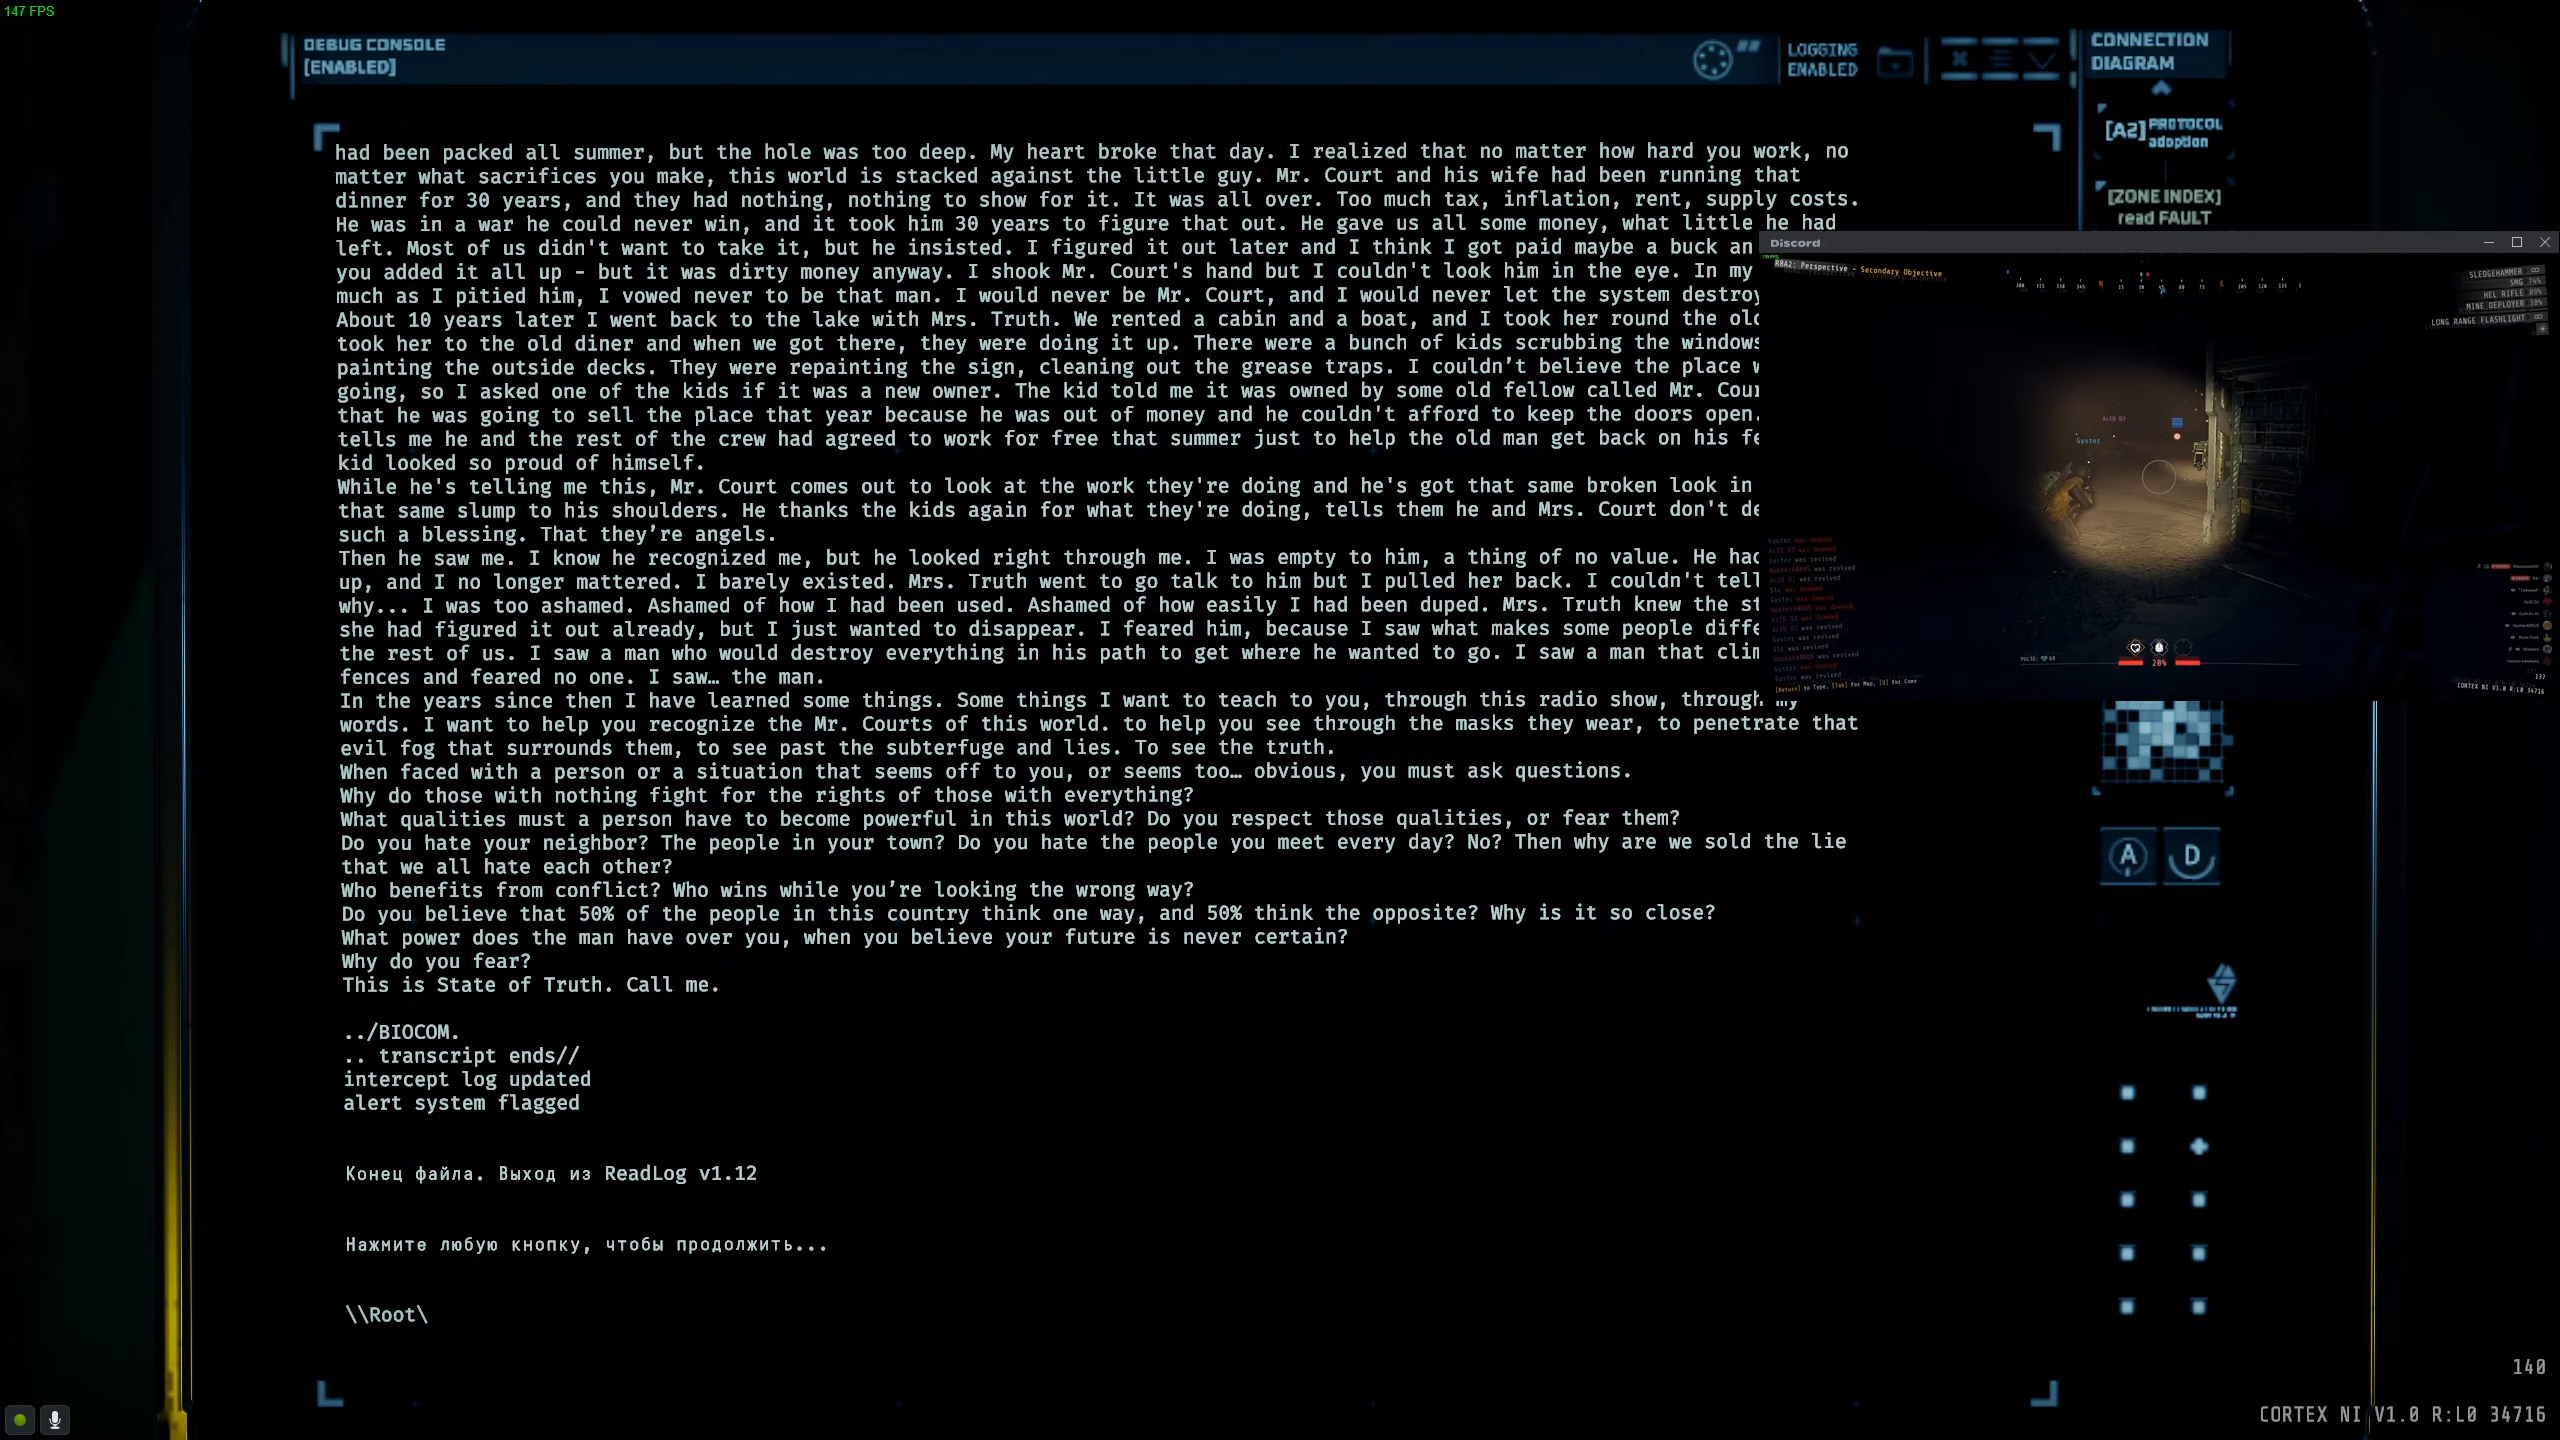 147 FPS
DEBUG CONSOLE
[ENABLED]
LOGGING
ENABLED
CONNECTION
DIAGRAM
[A2] PROTOCOL
adoption
[ZONE INDEX]
read FAULT
had been packed all summer, but the hole was too deep. My heart broke that day. I realized that no matter how hard you work, no
matter what sacrifices you make, this world is stacked against the little guy. Mr. Court and his wife had been running that
dinner for 30 years, and they had nothing, nothing to show for it. It was all over. Too much tax, inflation, rent, supply costs.
He was in a war he could never win, and it took him 30 years to figure that out. He gave us all some money, what little he had
left. Most of us didn't want to take it, but he insisted. I figured it out later and I think I got paid maybe a buck an
you added it all up - but it was dirty money anyway. I shook Mr. Court's hand but I couldn't look him in the eye. In my
much as I pitied him, I vowed never to be that man. I would never be Mr. Court, and I would never let the system destroy
About 10 years later I went back to the lake with Mrs. Truth. We rented a cabin and a boat, and I took her round the old
took her to the old diner and when we got there, they were doing it up. There were a bunch of kids scrubbing the windows
painting the outside decks. They were repainting the sign, cleaning out the grease traps. I couldn’t believe the place
going, so I asked one of the kids if it was a new owner. The kid told me it was owned by some old fellow called Mr.
that he was going to sell the place that year because he was out of money and he couldn't afford to keep the doors open.
tells me he and the rest of the crew had agreed to work for free that summer just to help the old man get back on his
kid looked so proud of himself.
While he's telling me this, Mr. Court comes out to look at the work they're doing and he's got that same broken look in
that same slump to his shoulders. He thanks the kids again for what they're doing, tells them he and Mrs. Court don't
such a blessing. That they’re angels.
Then he saw me. I know he recognized me, but he looked right through me. I was empty to him, a thing of no value. He had
up, and I no longer mattered. I barely existed. Mrs. Truth went to go talk to him but I pulled her back. I couldn't tell
why... I was too ashamed. Ashamed of how I had been used. Ashamed of how easily I had been duped. Mrs. Truth knew the
she had figured it out already, but I just wanted to disappear. I feared him, because I saw what makes some people
the rest of us. I saw a man who would destroy everything in his path to get where he wanted to go. I saw a man that
fences and feared no one. I saw… the man.
In the years since then I have learned some things. Some things I want to teach to you, through this radio show, through my
words. I want to help you recognize the Mr. Courts of this world. to help you see through the masks they wear, to penetrate that
evil fog that surrounds them, to see past the subterfuge and lies. To see the truth.
When faced with a person or a situation that seems off to you, or seems too… obvious, you must ask questions.
Why do those with nothing fight for the rights of those with everything?
What qualities must a person have to become powerful in this world? Do you respect those qualities, or fear them?
Do you hate your neighbor? The people in your town? Do you hate the people you meet every day? No? Then why are we sold the lie
that we all hate each other?
Who benefits from conflict? Who wins while you’re looking the wrong way?
Do you believe that 50% of the people in this country think one way, and 50% think the opposite? Why is it so close?
What power does the man have over you, when you believe your future is never certain?
Why do you fear?
This is State of Truth. Call me.
../BIOCOM.
.. transcript ends//
intercept log updated
alert system flagged
Конец файла. Выход из ReadLog v1.12
Нажмите любую кнопку, чтобы продолжить...
\\Root\
Discord
R8A2: Perspective - Secondary Objective
SLEDGEHAMMER
SMG 74%
HEL RIFLE 89%
MINE DEPLOYER 30%
LONG RANGE FLASHLIGHT
AciD DJ
Gyster
20%
[Return] to Type, [Tab] for Map, [Q] for Coms
137
CORTEX NI V1.0 R:L0 34716
A
D
140
CORTEX NI V1.0 R:L0 34716